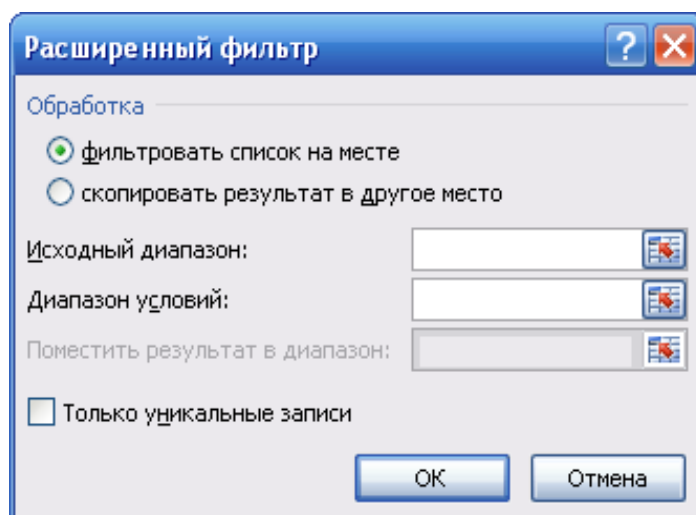 Расширенный фильтр
Обработка
фильтровать список на месте
скопировать результат в другое место
Исходный диапазон:
Диапазон условий:
Поместить результат в диапазон:
Только уникальные записи
ОК
Отмена